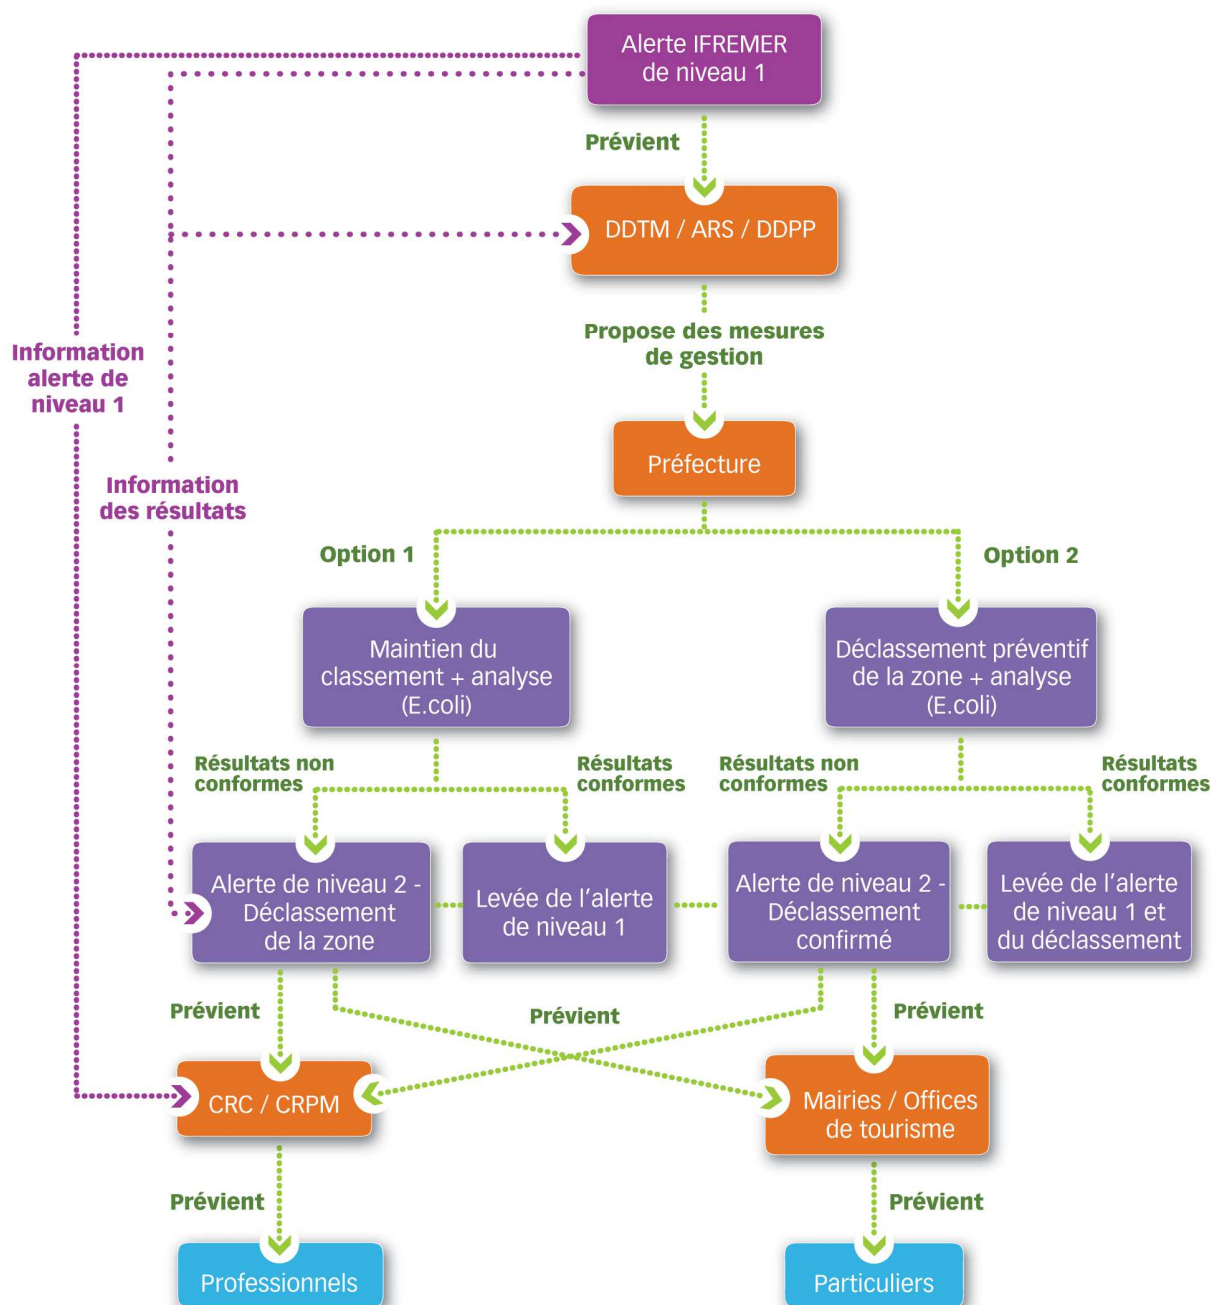 Alerte IFREMER
de niveau 1
Prévient
DDTM / ARS / DDPP
Propose des mesures
de gestion
Information
alerte de
niveau 1
Préfecture
Information
des résultats
Option 1
Option 2
Maintien du
classement + analyse
(E.coli)
Déclassement préventif
de la zone + analyse
(E.coli)
Résultats non
conformes
Résultats
conformes
Résultats non
conformes
Résultats
conformes
Alerte de niveau 2 -
Déclassement
de la zone
Levée de l'alerte
de niveau 1
Alerte de niveau 2 -
Déclassement
confirmé
Levée de l'alerte
de niveau 1 et
du déclassement
Prévient
Prévient
Prévient
CRC / CRPM
Mairies / Offices
de tourisme
Prévient
Prévient
Professionnels
Particuliers